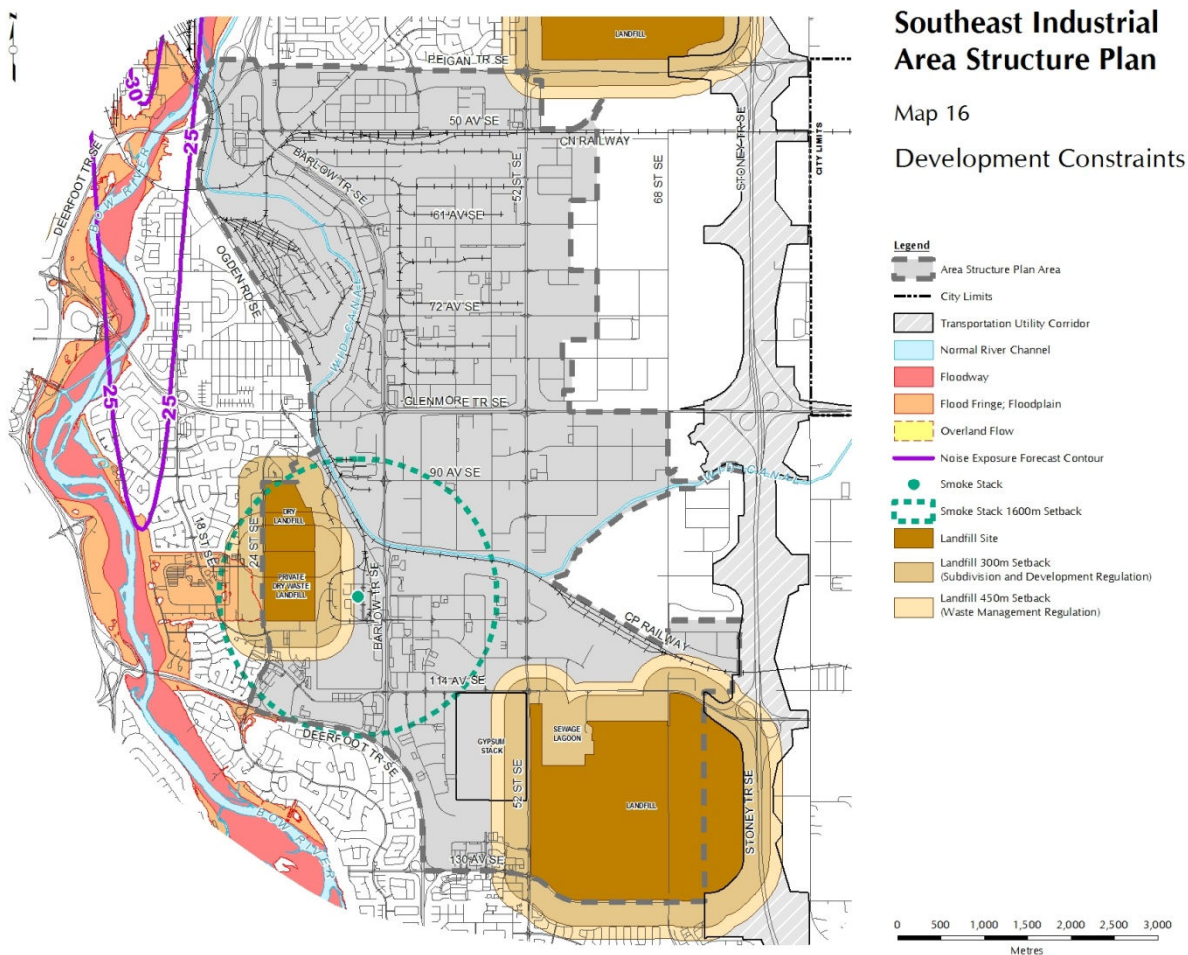 Southeast Industrial
Area Structure Plan
Map 16
Development Constraints
Legend
Area Structure Plan Area
City Limits
Transportation Utility Corridor
Normal River Channel
Floodway
Flood Fringe; Floodplain
Overland Flow
Noise Exposure Forecast Contour
Smoke Stack
Smoke Stack 1600m Setback
Landfill Site
Landfill 300m Setback
(Subdivision and Development Regulation)
Landfill 450m Setback
(Waste Management Regulation)
0 500 1,000 1,500 2,000 2,500 3,000
Metres
LANDFILL
PEIGAN TR SE
30
25
50 AV SE
CN RAILWAY
CITY LIMITS
DEERFOOT TR SE
BOW RIVER
BARLOW TR SE
52 ST SE
68 ST SE
STONEY TR SE
61 AV SE
OGDEN RD SE
WID CANAL
72 AV SE
25
25
GLENMORE TR SE
90 AV SE
WID CANAL
DRY
LANDFILL
18 ST SE
24 ST SE
PRIVATE
DRY WASTE
LANDFILL
BARLOW TR SE
CP RAILWAY
114 AV SE
DEERFOOT TR SE
GYPSUM
STACK
52 ST SE
SEWAGE
LAGOON
LANDFILL
STONEY TR SE
BOW RIVER
130 AV SE